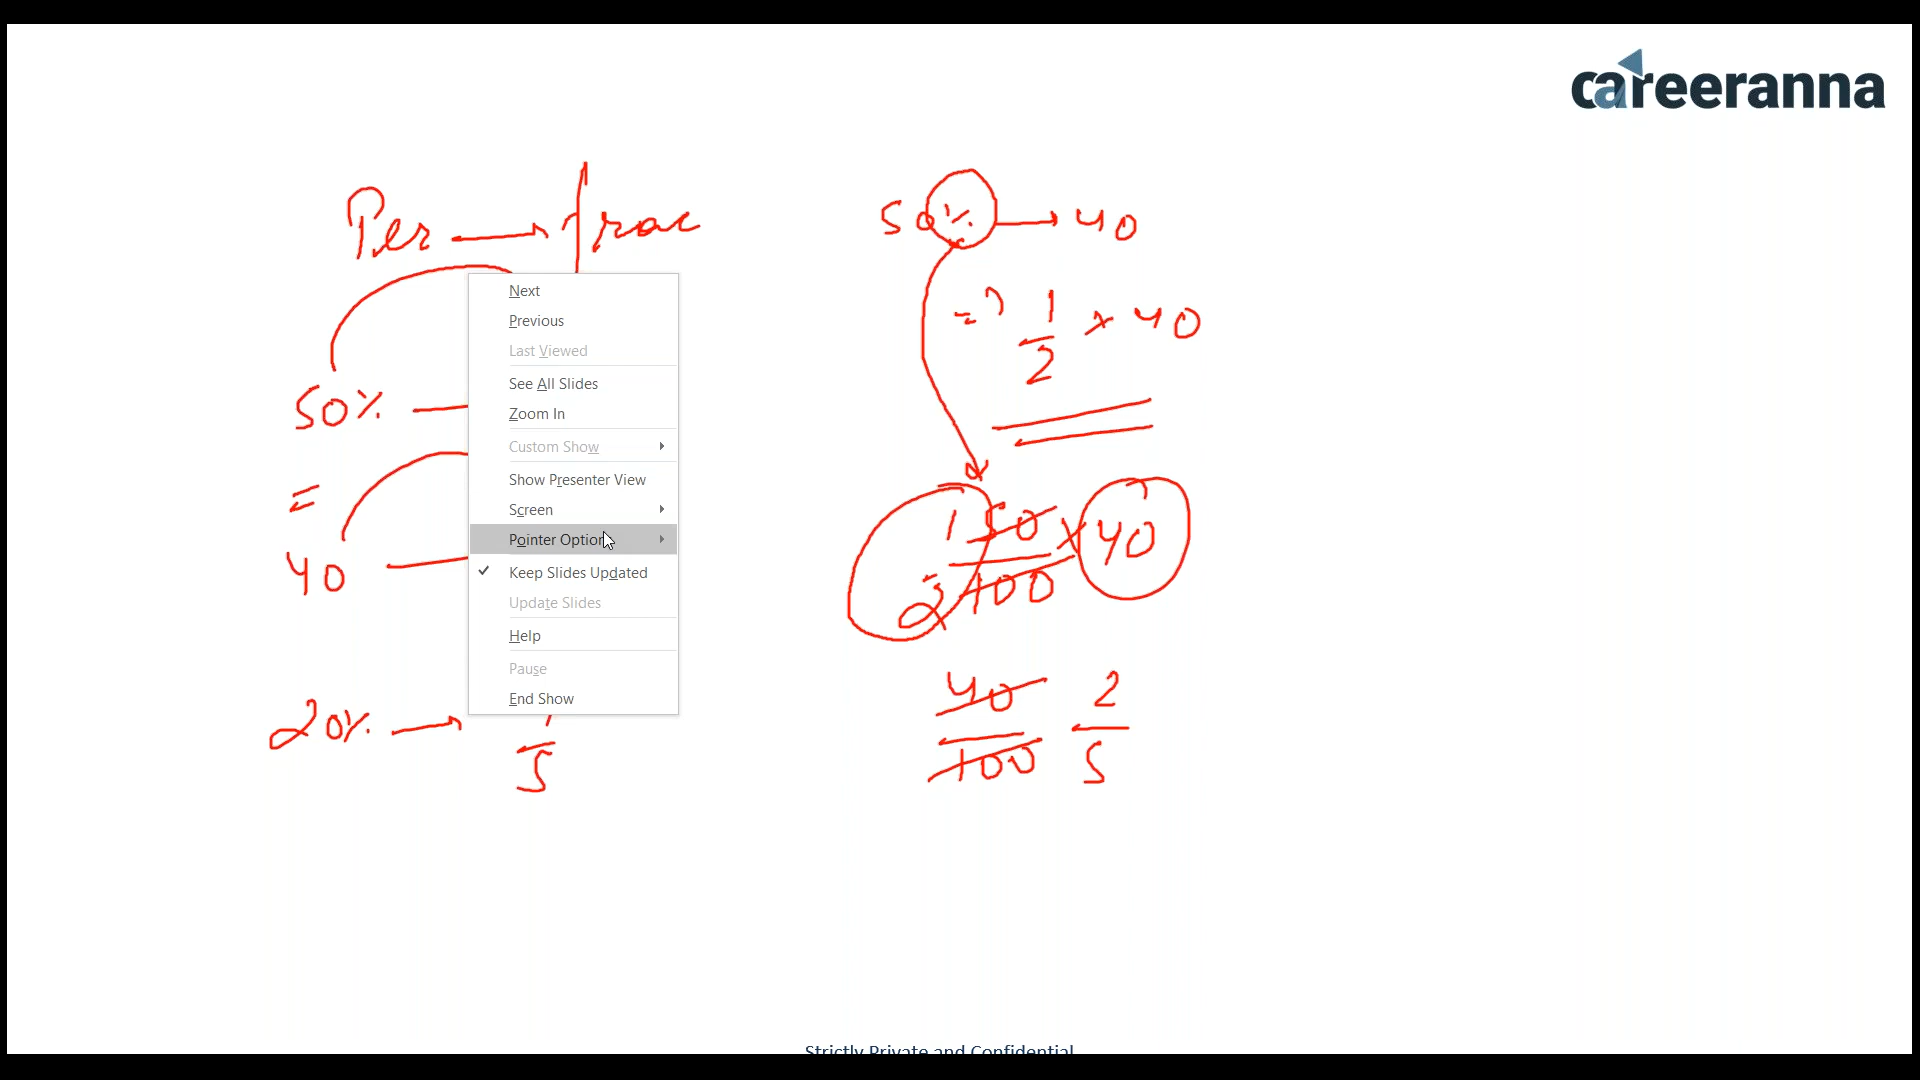 careeranna
Per → frac
50% → 40
Next
Previous
Last Viewed
See All Slides
Zoom In
Custom Show
Show Presenter View
Screen
Pointer Option
Keep Slides Updated
Update Slides
Help
Pause
End Show
=> 1/2 × 40
50% —
=
40 —
1 50 × 40
2 100
20% → 1/5
40 2
100 5
Strictly Private and Confidential